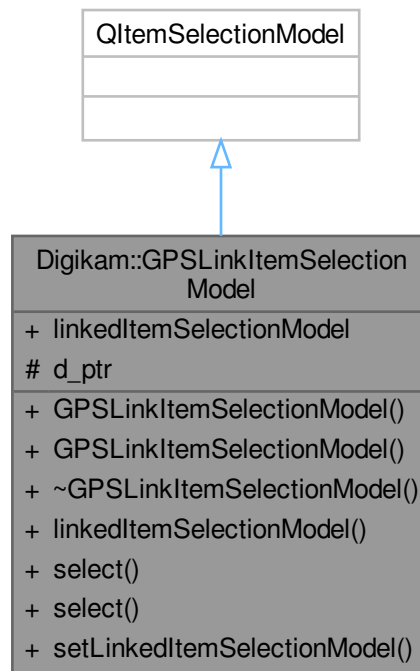 QItemSelectionModel
Digikam::GPSLinkItemSelection
Model
+ linkedItemSelectionModel
# d_ptr
+ GPSLinkItemSelectionModel()
+ GPSLinkItemSelectionModel()
+ ~GPSLinkItemSelectionModel()
+ linkedItemSelectionModel()
+ select()
+ select()
+ setLinkedItemSelectionModel()